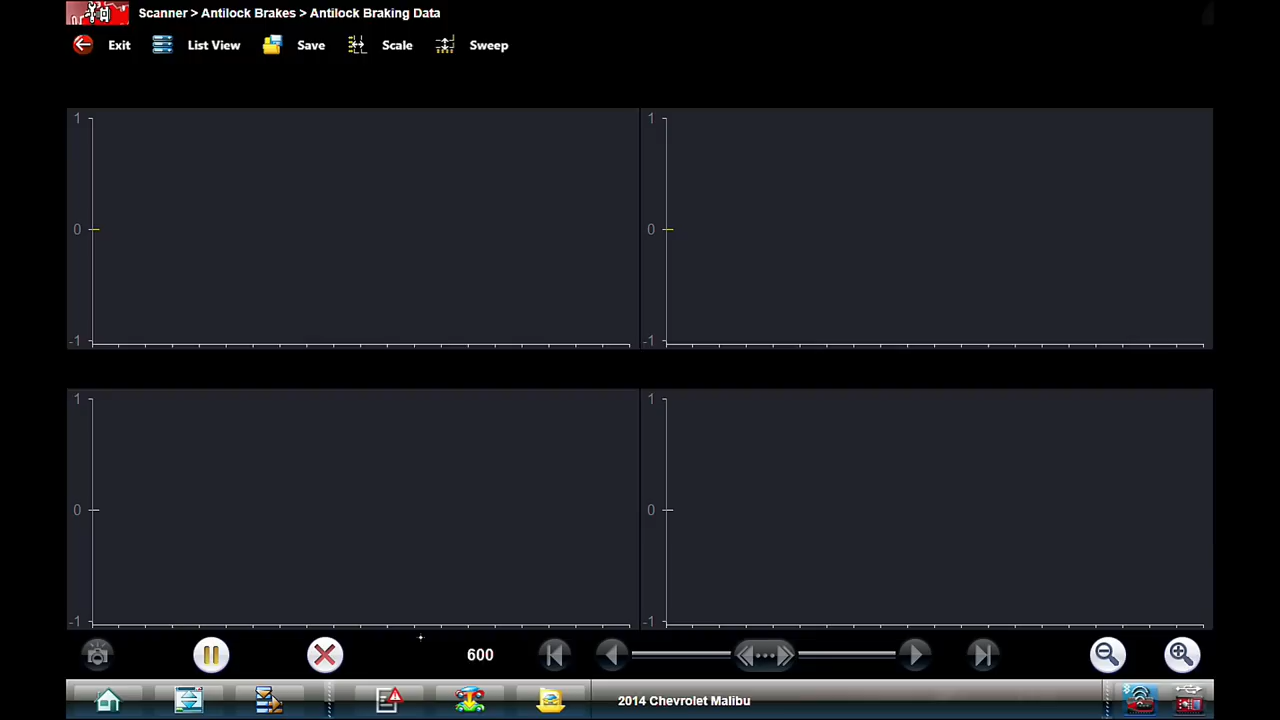 Scanner > Antilock Brakes > Antilock Braking Data
Exit List View Save Scale Sweep
1 1
0 0
-1 -1
1 1
0 0
-1 -1
600
2014 Chevrolet Malibu